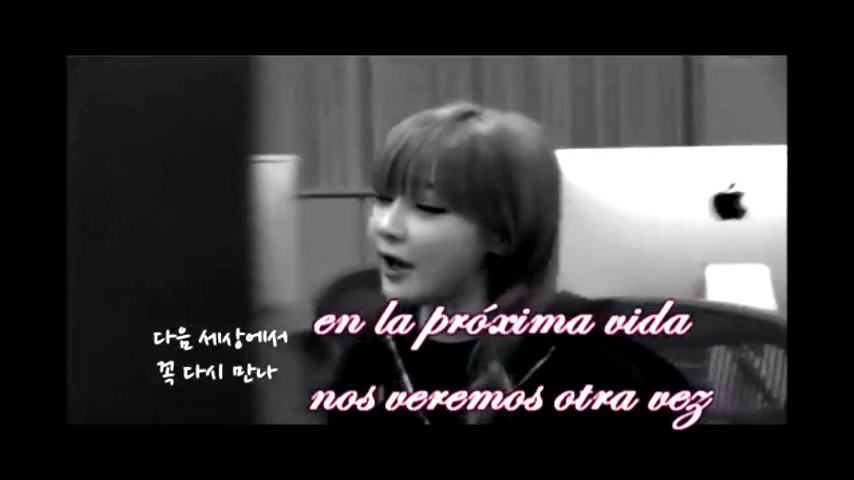 다음 세상에서
꼭 다시 만나
en la próxima vida
nos veremos otra vez